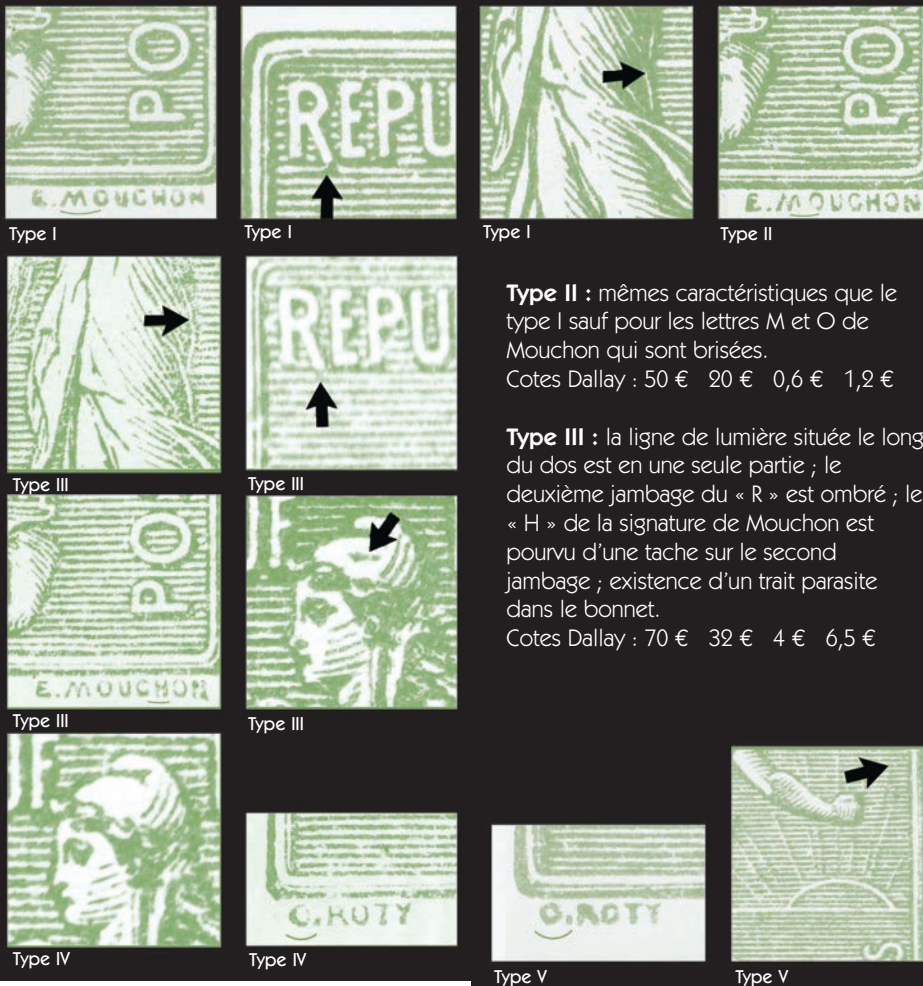 PO
E. MOUCHON
Type I
REPU
Type I
Type I
PO
E. MOUCHON
Type II
Type III
REPU
Type III
Type II : mêmes caractéristiques que le
type I sauf pour les lettres M et O de
Mouchon qui sont brisées.
Cotes Dallay : 50 € 20 € 0,6 € 1,2 €
Type III : la ligne de lumière située le long
du dos est en une seule partie ; le
deuxième jambage du « R » est ombré ; le
« H » de la signature de Mouchon est
pourvu d’une tache sur le second
jambage ; existence d’un trait parasite
dans le bonnet.
Cotes Dallay : 70 € 32 € 4 € 6,5 €
PO
E. MOUCHON
Type III
Type III
Type IV
O. ROTY
Type IV
O. ROTY
Type V
S
Type V